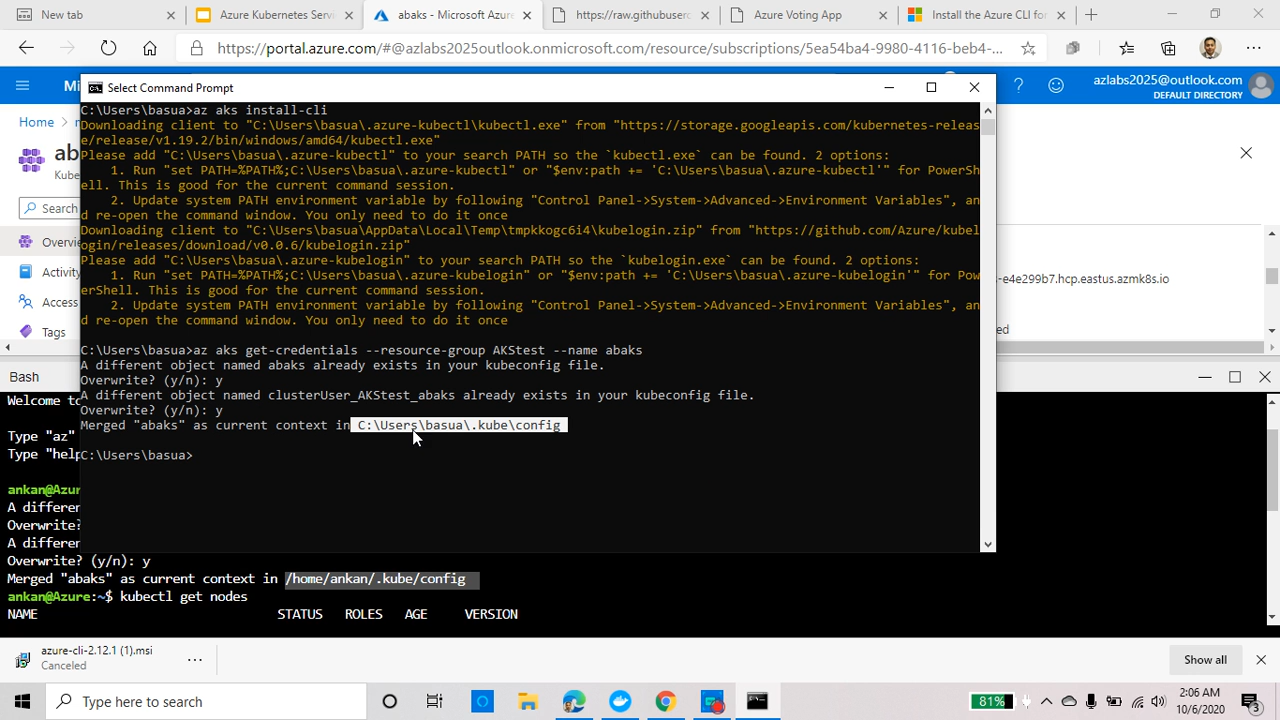 New tab
Azure Kubernetes Servi
abaks - Microsoft Azure
https://raw.githubuserc
Azure Voting App
Install the Azure CLI for
https://portal.azure.com/#@azlabs2025outlook.onmicrosoft.com/resource/subscriptions/5ea54ba4-9980-4116-beb4-...
Mi
azlabs2025@outlook.com
DEFAULT DIRECTORY
Select Command Prompt
Home
ab
Kube
Search
Overvie
Activity
Access
Tags
-e4e299b7.hcp.eastus.azmk8s.io
ed
C:\Users\basua>az aks install-cli
Downloading client to "C:\Users\basua\.azure-kubectl\kubectl.exe" from "https://storage.googleapis.com/kubernetes-releas
e/release/v1.19.2/bin/windows/amd64/kubectl.exe"
Please add "C:\Users\basua\.azure-kubectl" to your search PATH so the `kubectl.exe` can be found. 2 options:
1. Run "set PATH=%PATH%;C:\Users\basua\.azure-kubectl" or "$env:path += 'C:\Users\basua\.azure-kubectl'" for PowerSh
ell. This is good for the current command session.
2. Update system PATH environment variable by following "Control Panel->System->Advanced->Environment Variables", an
d re-open the command window. You only need to do it once
Downloading client to "C:\Users\basua\AppData\Local\Temp\tmpkkogc6i4\kubelogin.zip" from "https://github.com/Azure/kubel
ogin/releases/download/v0.0.6/kubelogin.zip"
Please add "C:\Users\basua\.azure-kubelogin" to your search PATH so the `kubelogin.exe` can be found. 2 options:
1. Run "set PATH=%PATH%;C:\Users\basua\.azure-kubelogin" or "$env:path += 'C:\Users\basua\.azure-kubelogin'" for Pow
erShell. This is good for the current command session.
2. Update system PATH environment variable by following "Control Panel->System->Advanced->Environment Variables", an
d re-open the command window. You only need to do it once
C:\Users\basua>az aks get-credentials --resource-group AKStest --name abaks
A different object named abaks already exists in your kubeconfig file.
Overwrite? (y/n): y
A different object named clusterUser_AKStest_abaks already exists in your kubeconfig file.
Overwrite? (y/n): y
Merged "abaks" as current context in C:\Users\basua\.kube\config
C:\Users\basua>
Bash
Welcome to
Type "az"
Type "help
ankan@Azur
A differen
Overwrite?
A differen
Overwrite? (y/n): y
Merged "abaks" as current context in /home/ankan/.kube/config
ankan@Azure:~$ kubectl get nodes
NAME STATUS ROLES AGE VERSION
azure-cli-2.12.1 (1).msi
Canceled
Show all
Type here to search
81%
2:06 AM
10/6/2020
3